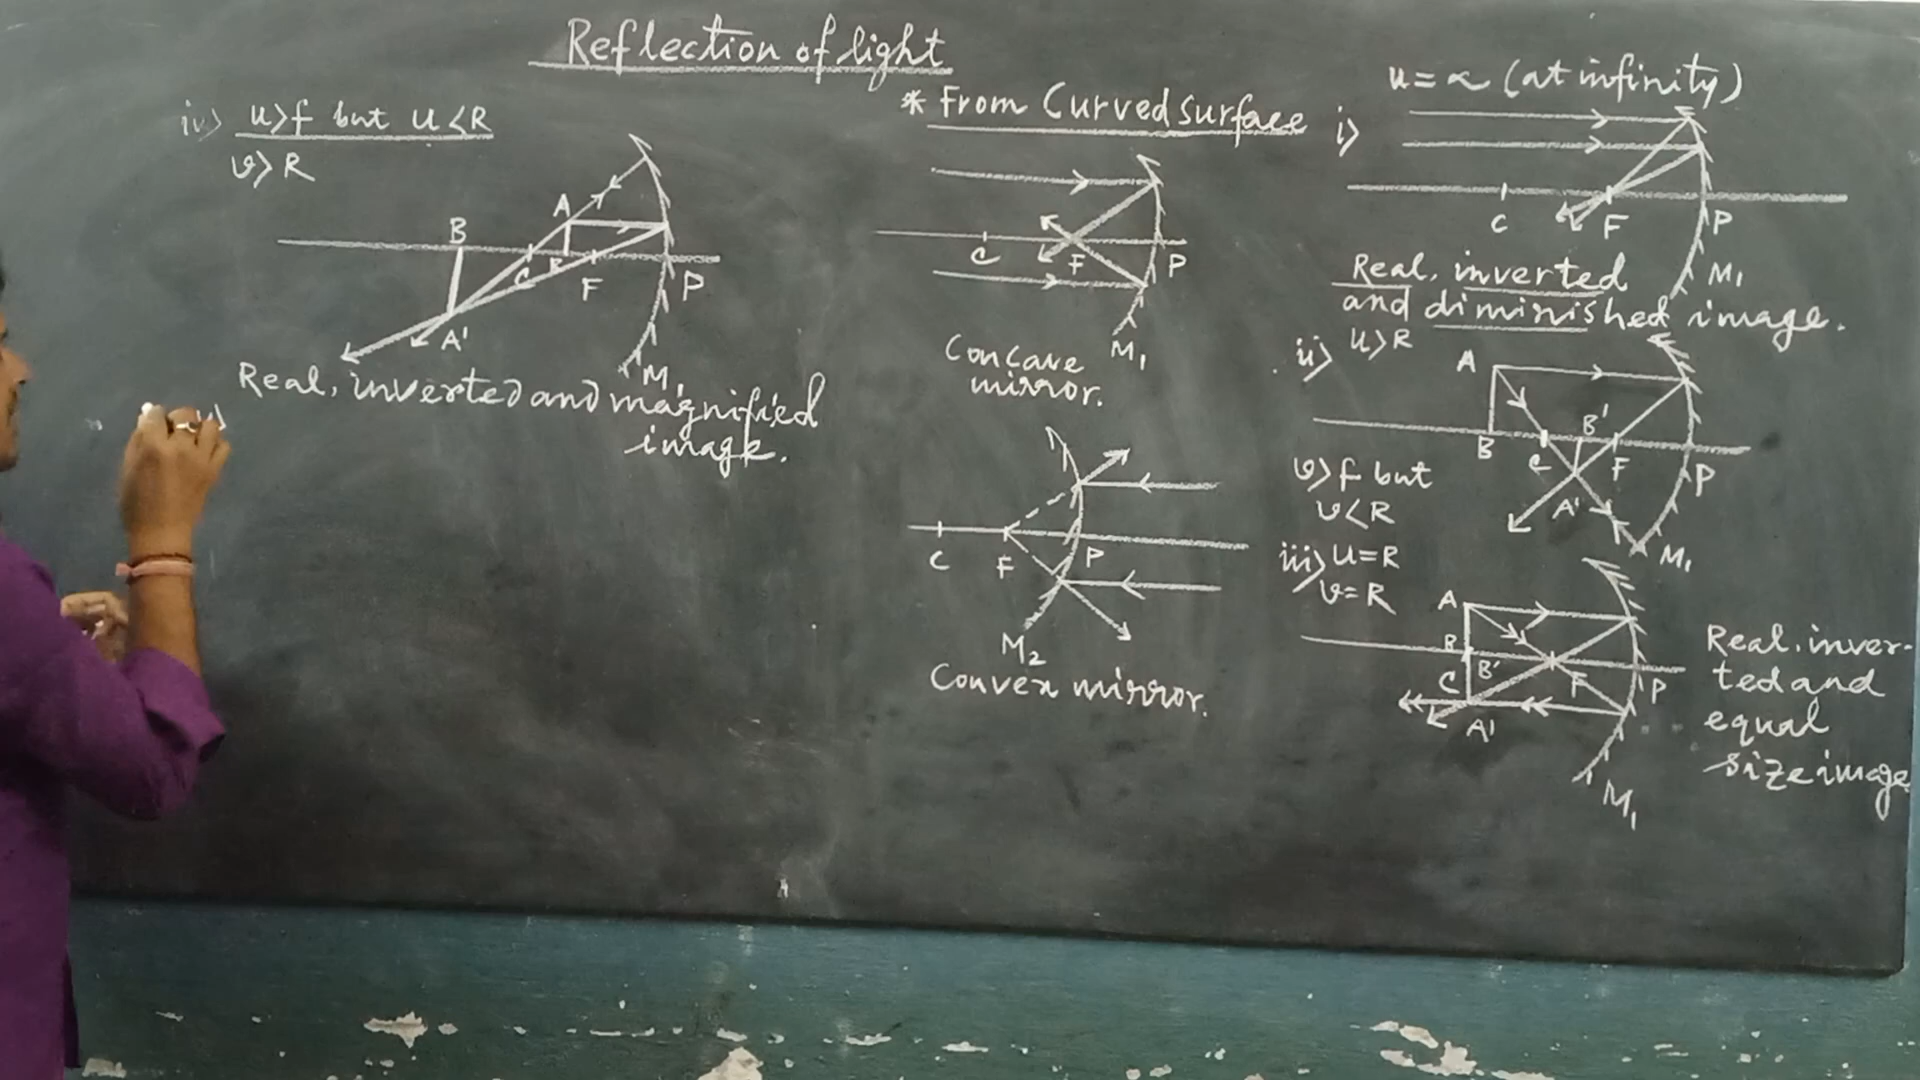 Reflection of light
iv) u>f but u<R
v>R
A
B
C
B
F
P
A'
M₁
Real, inverted and magnified
image.
v)
* From Curved surface
C
F
P
M₁
Concave
mirror.
C
F
P
M₂
Convex mirror.
u=∝ (at infinity)
i)
C
F
P
M₁
Real, inverted
and diminished image.
ii) u>R
A
B
B'
C
F
P
A'
M₁
v>f but
v<R
iii) u=R
v=R
A
B
B'
C
F
P
A'
M₁
Real, inver-
ted and
equal
size image